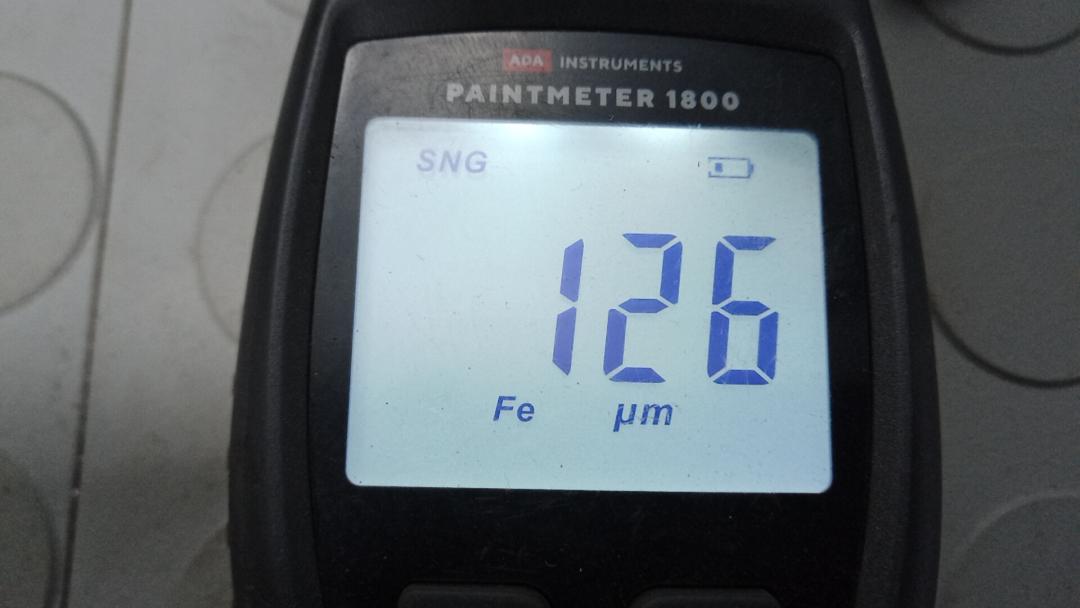 ADA INSTRUMENTS
PAINTMETER 1800
SNG
126
Fe μm